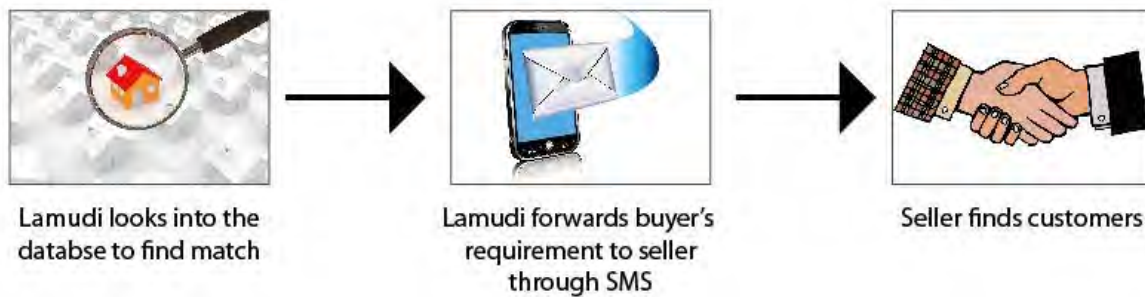 Lamudi looks into the
databse to find match
Lamudi forwards buyer's
requirement to seller
through SMS
Seller finds customers